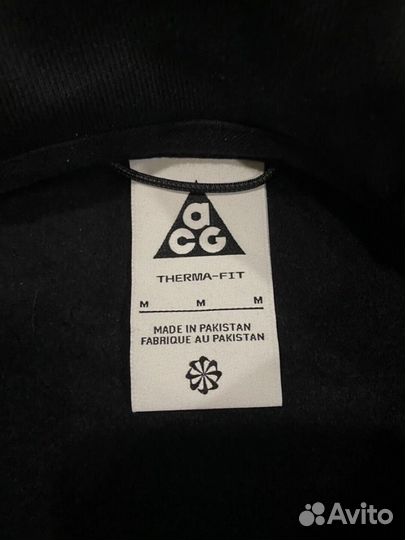 aCG
THERMA-FIT
M M M
MADE IN PAKISTAN
FABRIQUE AU PAKISTAN
Avito